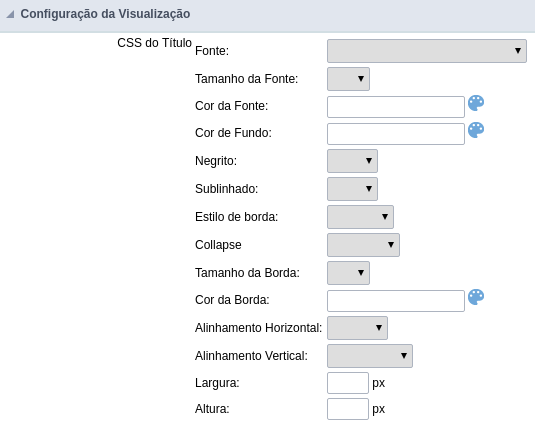 Configuração da Visualização
CSS do Título
Fonte:
Tamanho da Fonte:
Cor da Fonte:
Cor de Fundo:
Negrito:
Sublinhado:
Estilo de borda:
Collapse
Tamanho da Borda:
Cor da Borda:
Alinhamento Horizontal:
Alinhamento Vertical:
Largura: px
Altura: px